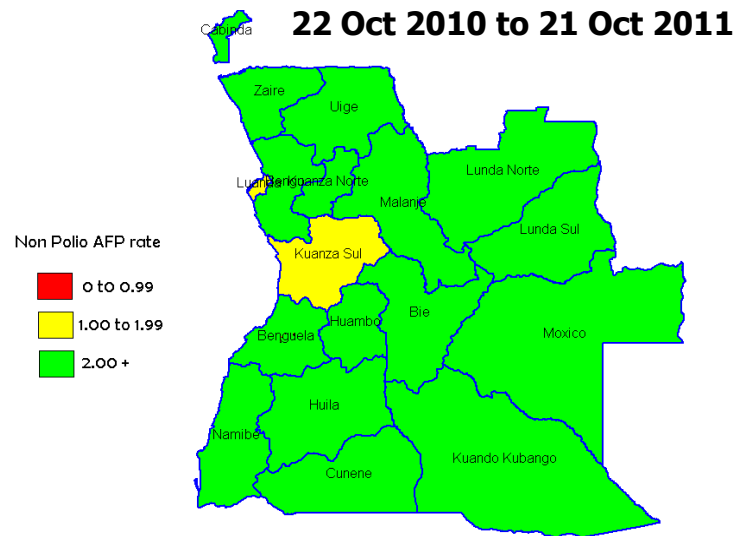 22 Oct 2010 to 21 Oct 2011
Cabinda
Zaire
Uige
Lunda Norte
Luanda
Bengo
Kuanza Norte
Malanje
Lunda Sul
Non Polio AFP rate
Kuanza Sul
0 to 0.99
1.00 to 1.99
2.00 +
Huambo
Bie
Benguela
Moxico
Huila
Namibe
Kuando Kubango
Cunene